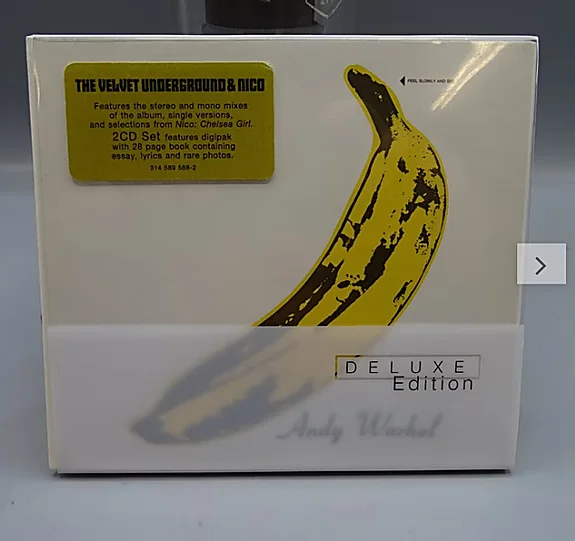 THE VELVET UNDERGROUND & NICO
Features the stereo and mono mixes
of the album, single versions,
and selections from Nico: Chelsea Girl.
2CD Set features digipak
with 28 page book containing
essay, lyrics and rare photos.
314 589 588-2
FEEL SLOWLY AND
DELUXE
Edition
Andy Warhol